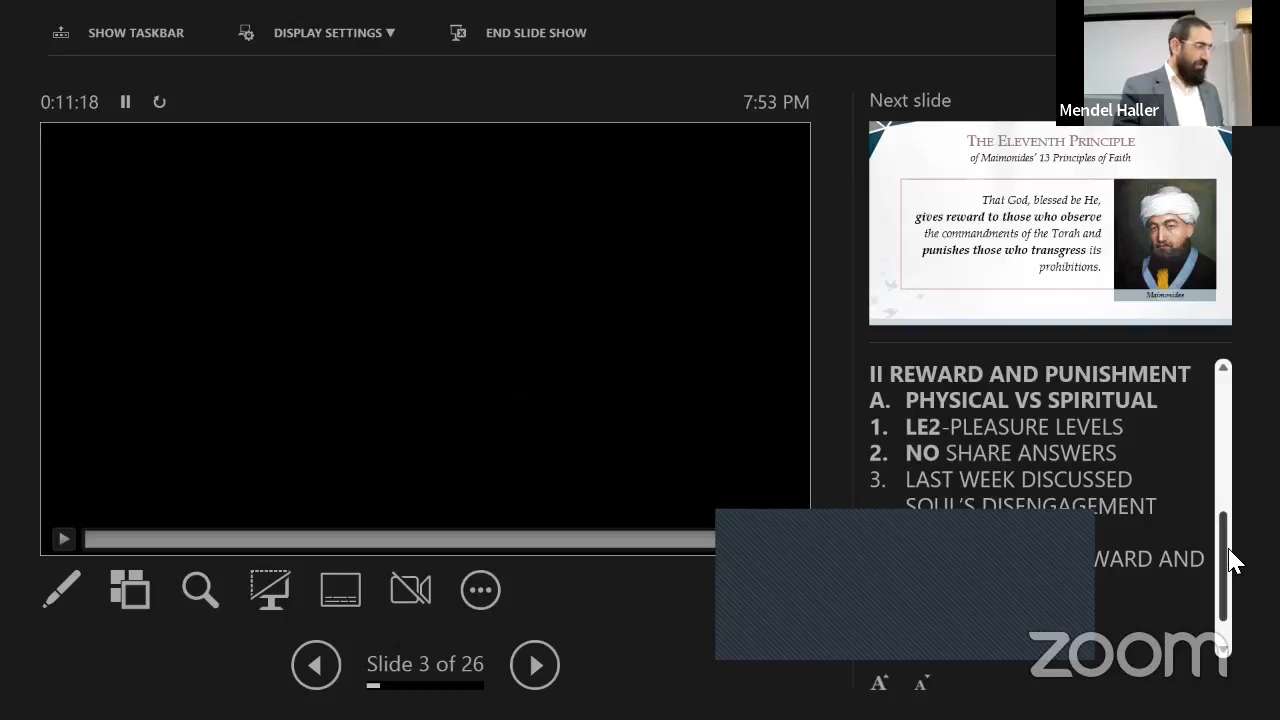 SHOW TASKBAR
DISPLAY SETTINGS ▼
END SLIDE SHOW
0:11:18
7:53 PM
Next slide
Mendel Haller
THE ELEVENTH PRINCIPLE
of Maimonides' 13 Principles of Faith
That God, blessed be He,
gives reward to those who observe
the commandments of the Torah and
punishes those who transgress its
prohibitions.
Maimonides
II REWARD AND PUNISHMENT
A. PHYSICAL VS SPIRITUAL
1. LE2-PLEASURE LEVELS
2. NO SHARE ANSWERS
3. LAST WEEK DISCUSSED
SOUL'S DISENGAGEMENT
WARD AND
Slide 3 of 26
zoom
A A